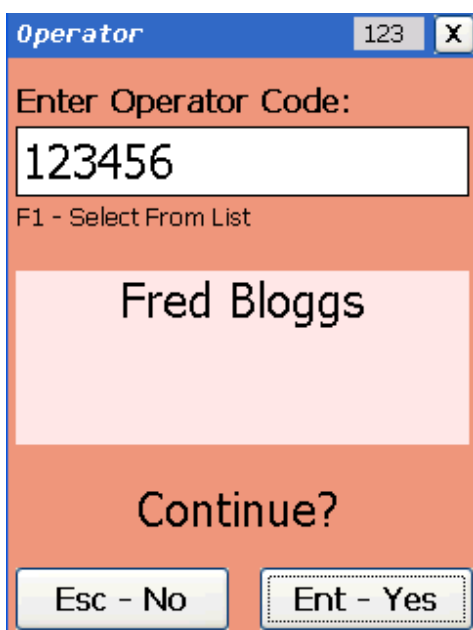 Operator 123 X
Enter Operator Code:
123456
F1 - Select From List
Fred Bloggs
Continue?
Esc - No Ent - Yes